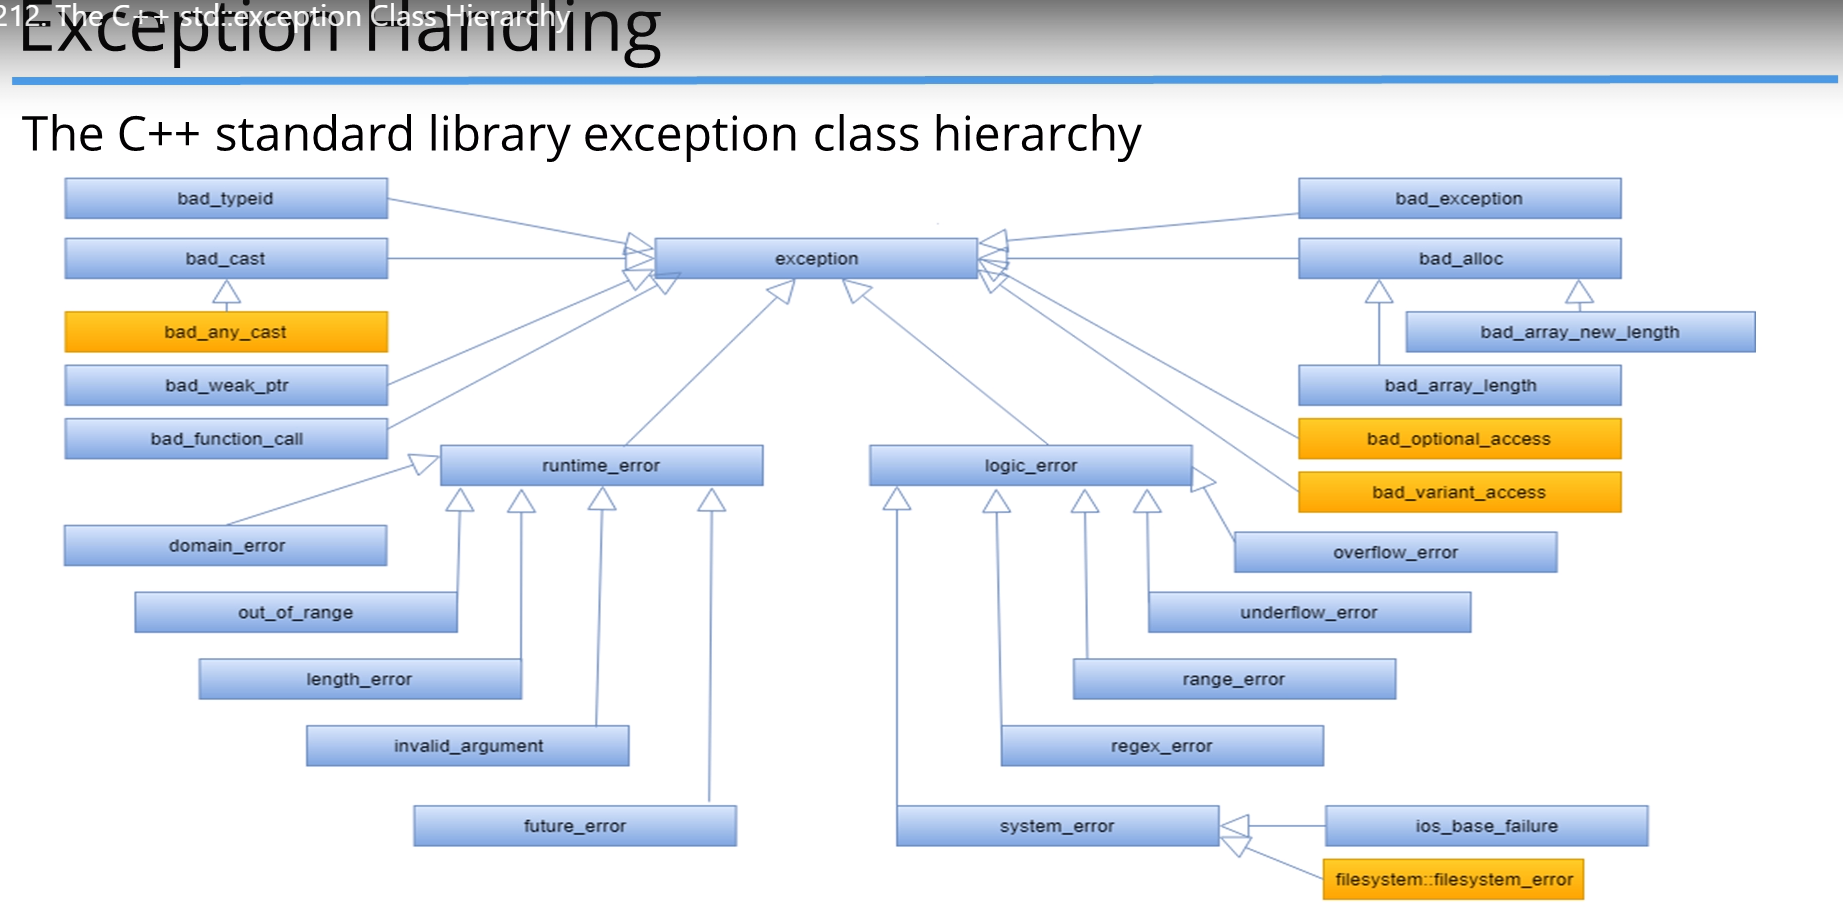 212. The C++ std::exception Class Hierarchy
Exception Handling
The C++ standard library exception class hierarchy
bad_typeid
bad_exception
bad_cast
exception
bad_alloc
bad_any_cast
bad_array_new_length
bad_weak_ptr
bad_array_length
bad_function_call
bad_optional_access
runtime_error
logic_error
bad_variant_access
domain_error
overflow_error
out_of_range
underflow_error
length_error
range_error
invalid_argument
regex_error
future_error
system_error
ios_base_failure
filesystem::filesystem_error